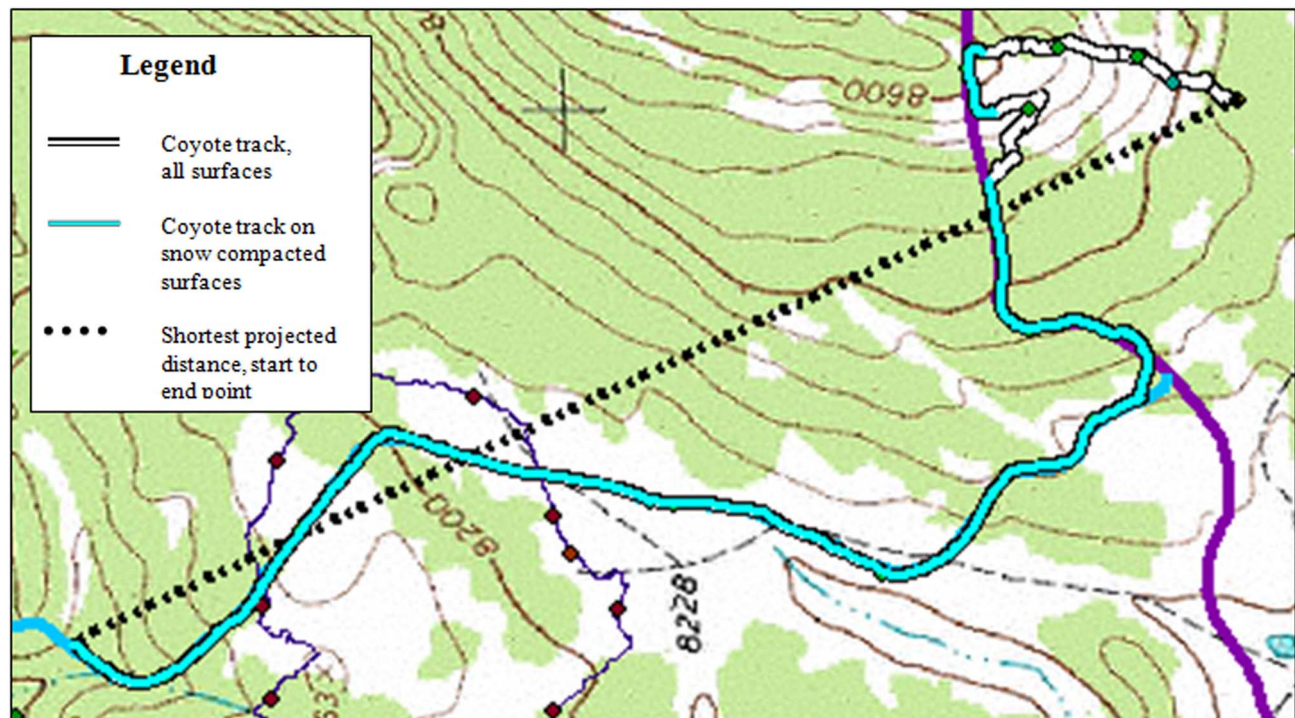 Legend
Coyote track,
all surfaces
Coyote track on
snow compacted
surfaces
Shortest projected
distance, start to
end point
8600
8200
8228